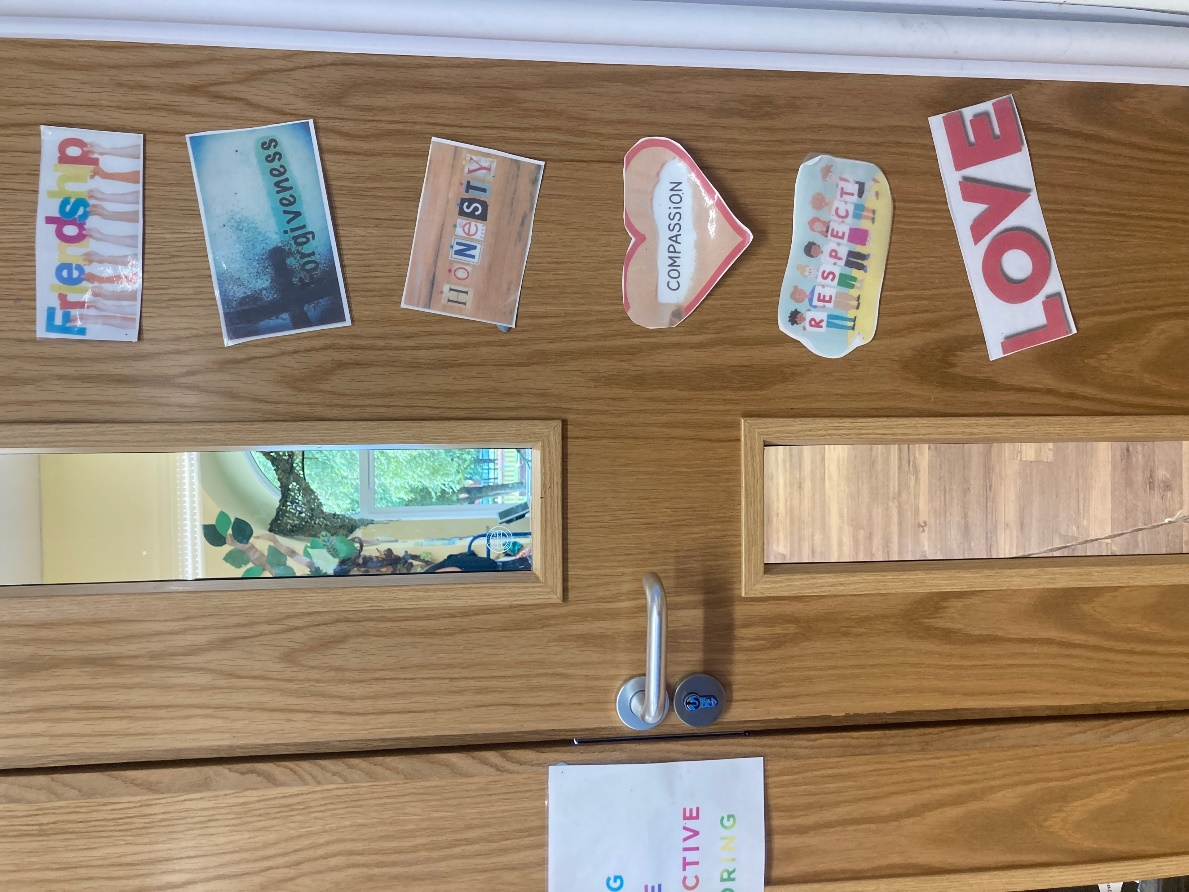 Friendship
Forgiveness
HONeSTY
COMPASSION
RESPECT!
LOVE
G
E
CTIVE
ORING